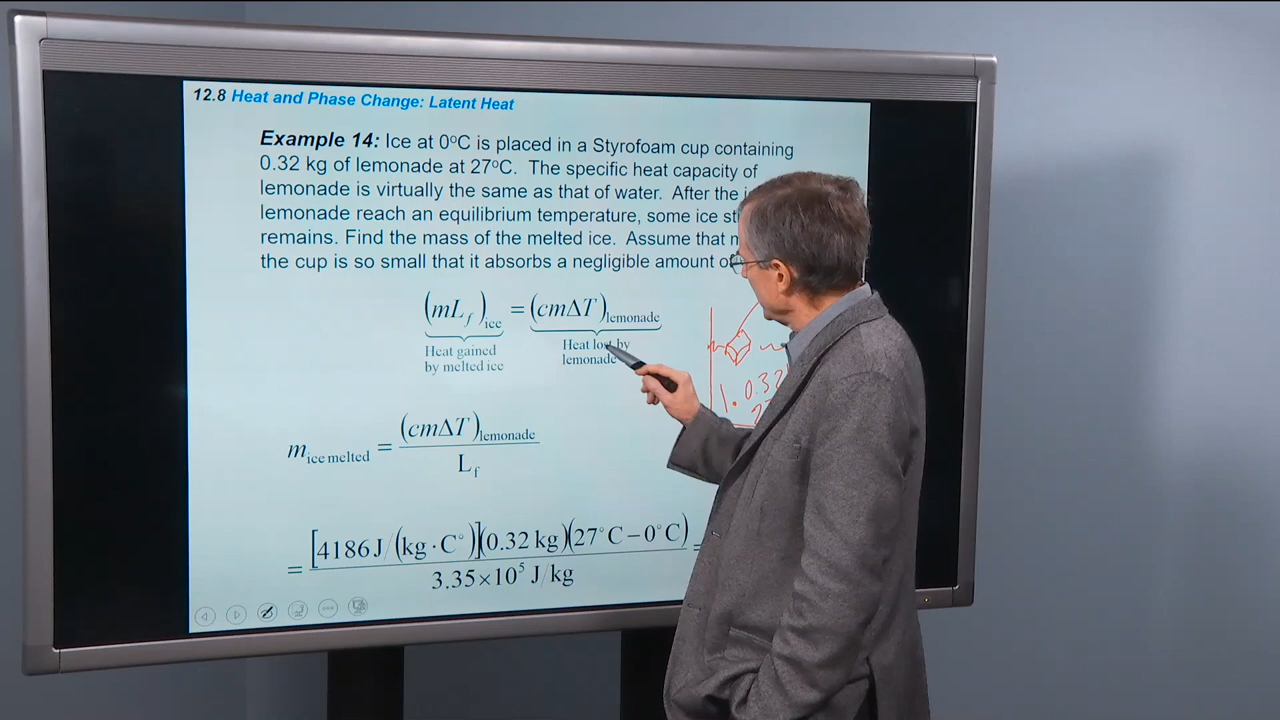 12.8 Heat and Phase Change: Latent Heat
Example 14: Ice at 0°C is placed in a Styrofoam cup containing
0.32 kg of lemonade at 27°C. The specific heat capacity of
lemonade is virtually the same as that of water. After the
lemonade reach an equilibrium temperature, some ice
remains. Find the mass of the melted ice. Assume that
the cup is so small that it absorbs a negligible amount
(mL_f)_ice = (cmΔT)_lemonade
Heat gained by melted ice
Heat lost by lemonade
m_ice melted = (cmΔT)_lemonade / L_f
= [4186 J/(kg·C°)](0.32 kg)(27°C − 0°C) / 3.35×10⁵ J/kg =
0.32